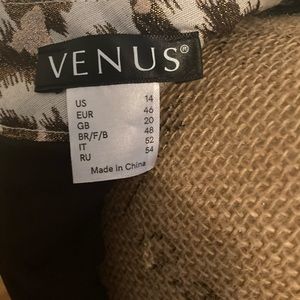 VENUS®
US 14
EUR 46
GB 20
BR/F/B 48
IT 52
RU 54
Made in China